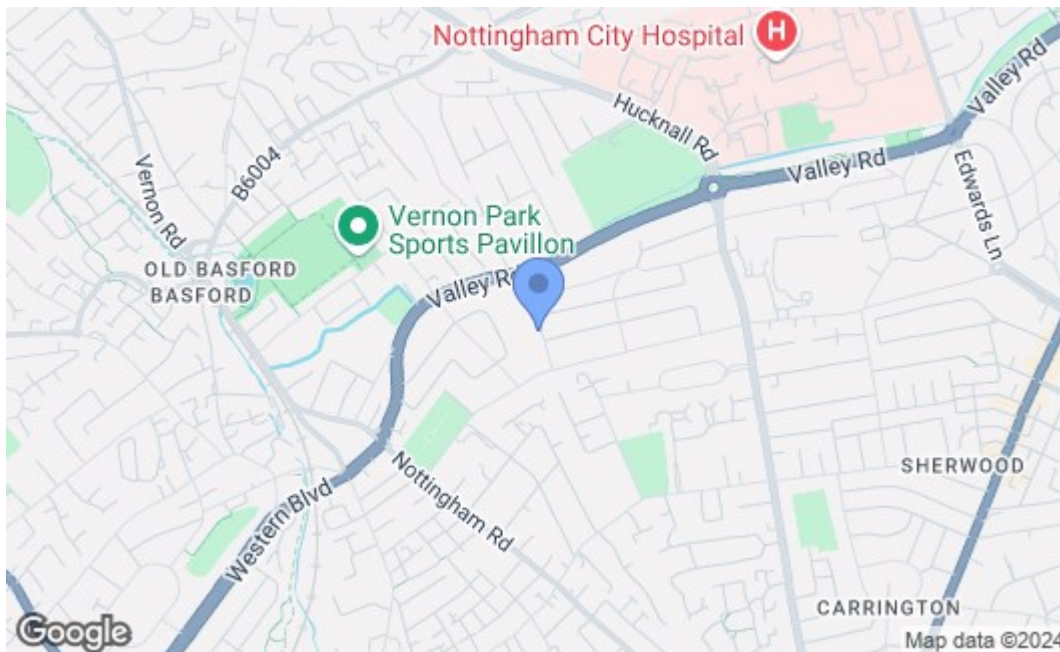 Nottingham City Hospital
H
Valley Rd
Hucknall Rd
Valley Rd
Edwards Ln
B6004
Vernon Rd
Vernon Park
Sports Pavillon
OLD BASFORD
BASFORD
Valley Rd
SHERWOOD
Nottingham Rd
Western Blvd
CARRINGTON
Google
Map data ©2024